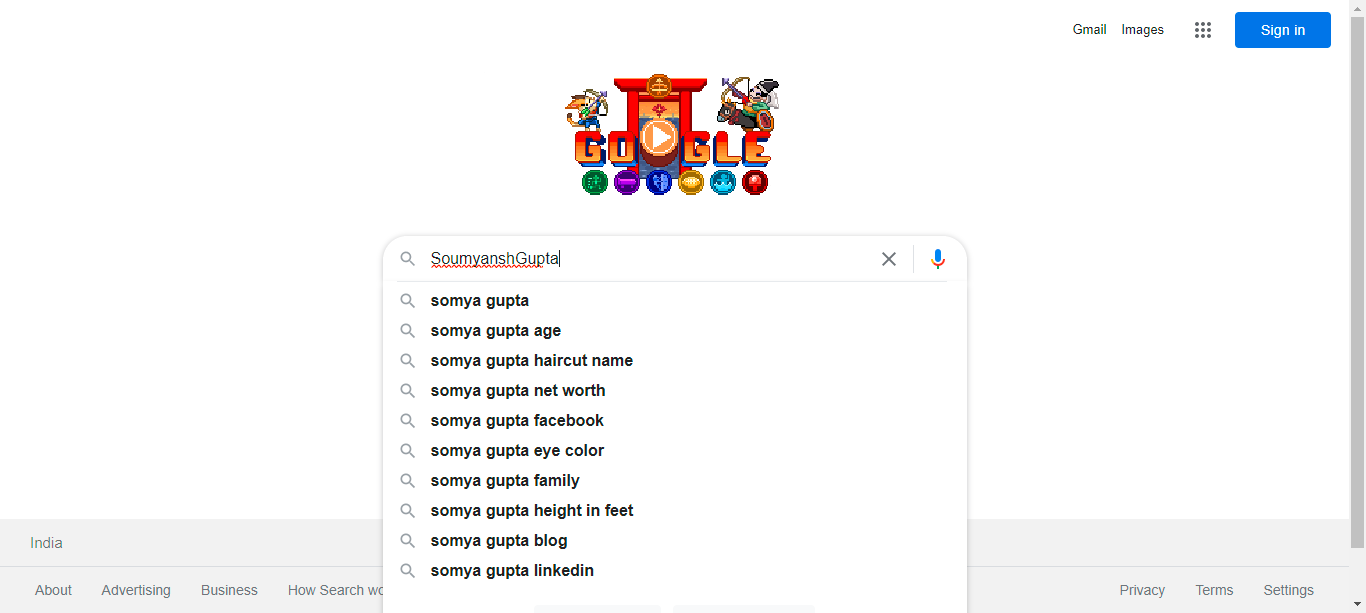 Gmail Images Sign in
GOOGLE
SoumyanshGupta
somya gupta
somya gupta age
somya gupta haircut name
somya gupta net worth
somya gupta facebook
somya gupta eye color
somya gupta family
somya gupta height in feet
somya gupta blog
somya gupta linkedin
India
About Advertising Business How Search wo Privacy Terms Settings